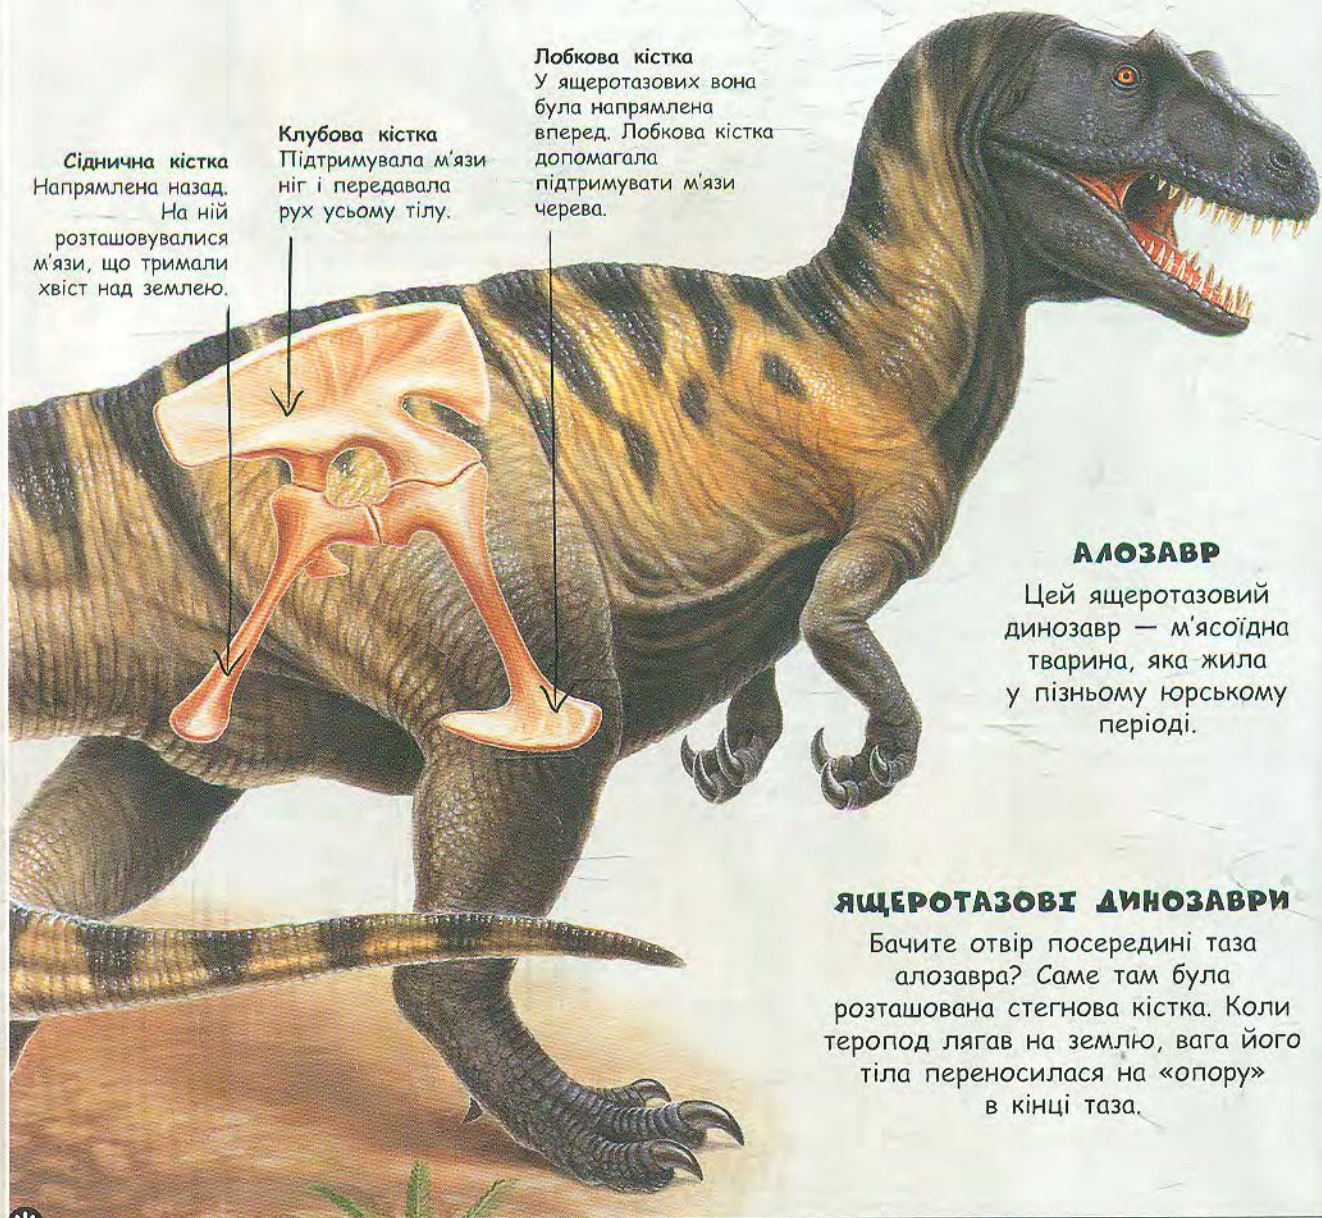 Сіднична кістка
Напрямлена назад.
На ній
розташовувалися
м'язи, що тримали
хвіст над землею.
Клубова кістка
Підтримувала м'язи
ніг і передавала
рух усьому тілу.
Лобкова кістка
У ящеротазових вона
була напрямлена
вперед. Лобкова кістка
допомагала
підтримувати м'язи
черева.
АЛОЗАВР
Цей ящеротазовий
динозавр — м'ясоїдна
тварина, яка жила
у пізньому юрському
періоді.
ЯЩЕРОТАЗОВІ ДИНОЗАВРИ
Бачите отвір посередині таза
алозавра? Саме там була
розташована стегнова кістка. Коли
теропод лягав на землю, вага його
тіла переносилася на «опору»
в кінці таза.